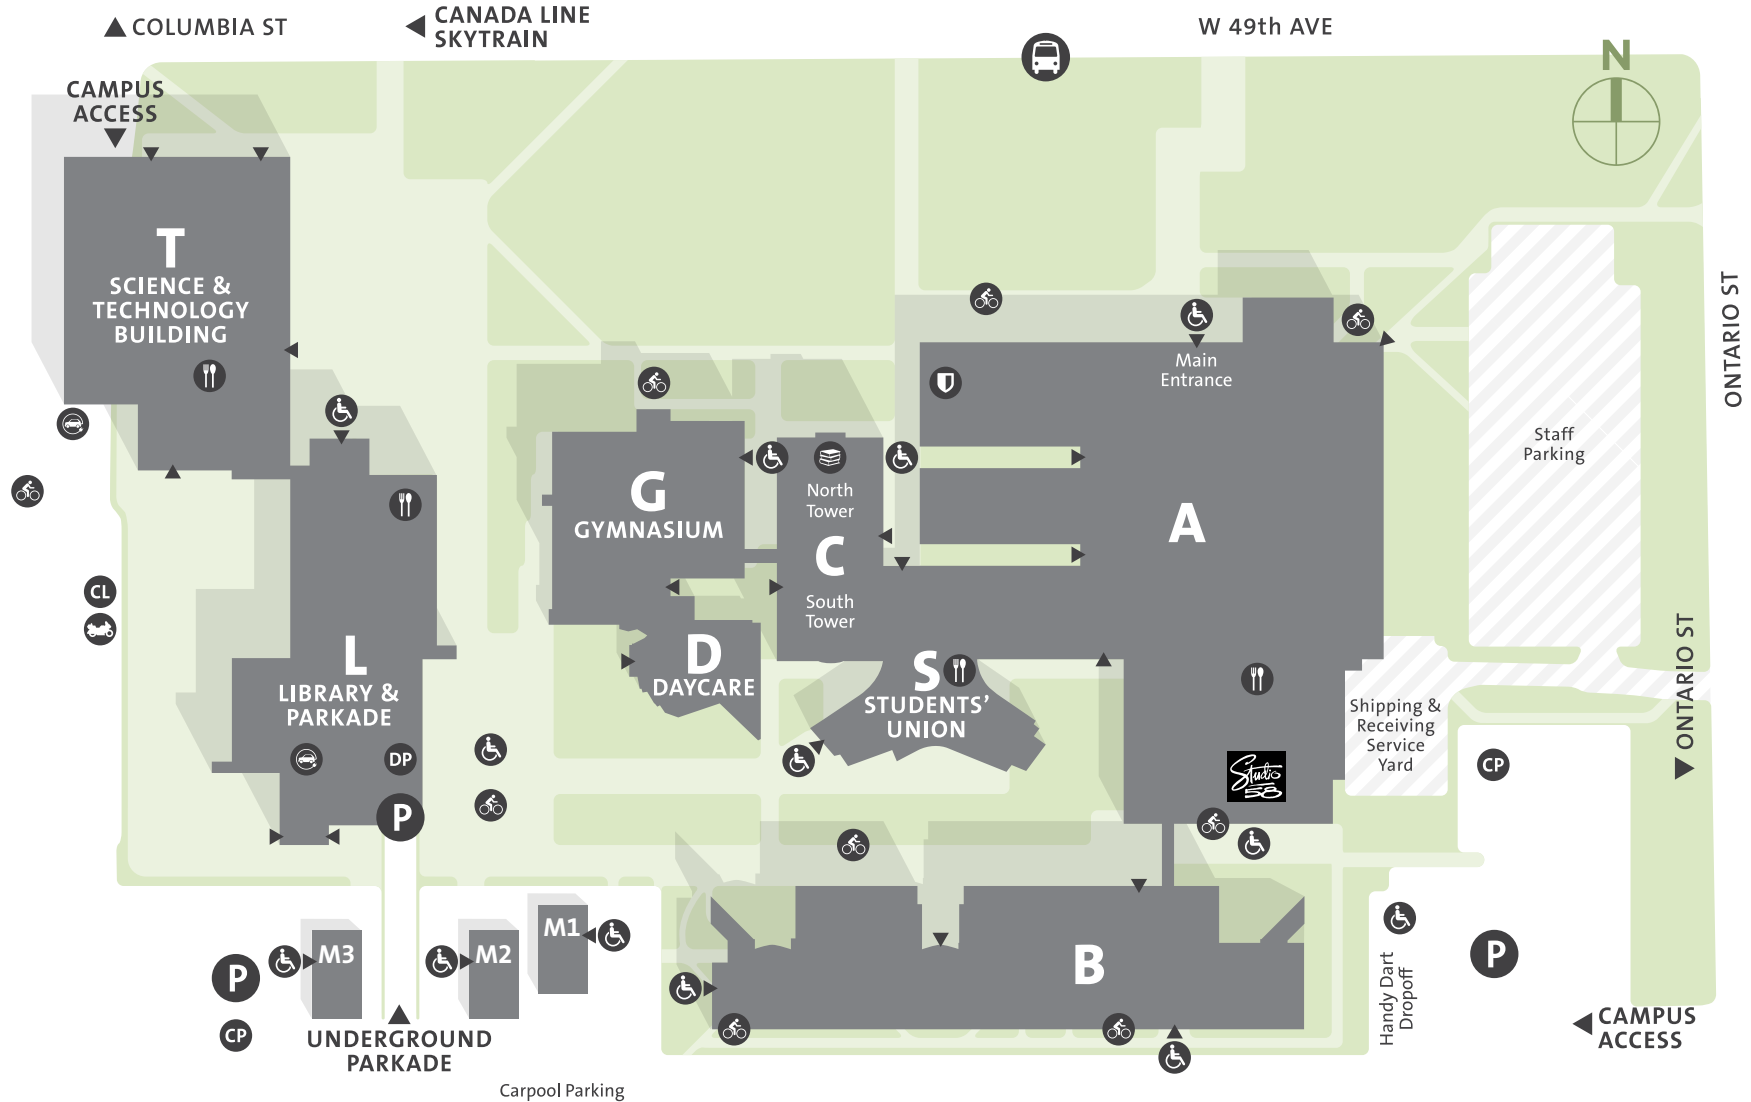 COLUMBIA ST
CANADA LINE
SKYTRAIN
W 49th AVE
N
CAMPUS
ACCESS
T
SCIENCE &
TECHNOLOGY
BUILDING
ONTARIO ST
Main
Entrance
Staff
Parking
G
GYMNASIUM
North
Tower
C
South
Tower
A
CL
L
LIBRARY &
PARKADE
D
DAYCARE
S
STUDENTS'
UNION
ONTARIO ST
Shipping &
Receiving
Service
Yard
DP
P
Studio
58
CP
M3
M2
M1
B
P
CP
P
Handy Dart
Dropoff
CAMPUS
ACCESS
UNDERGROUND
PARKADE
Carpool Parking